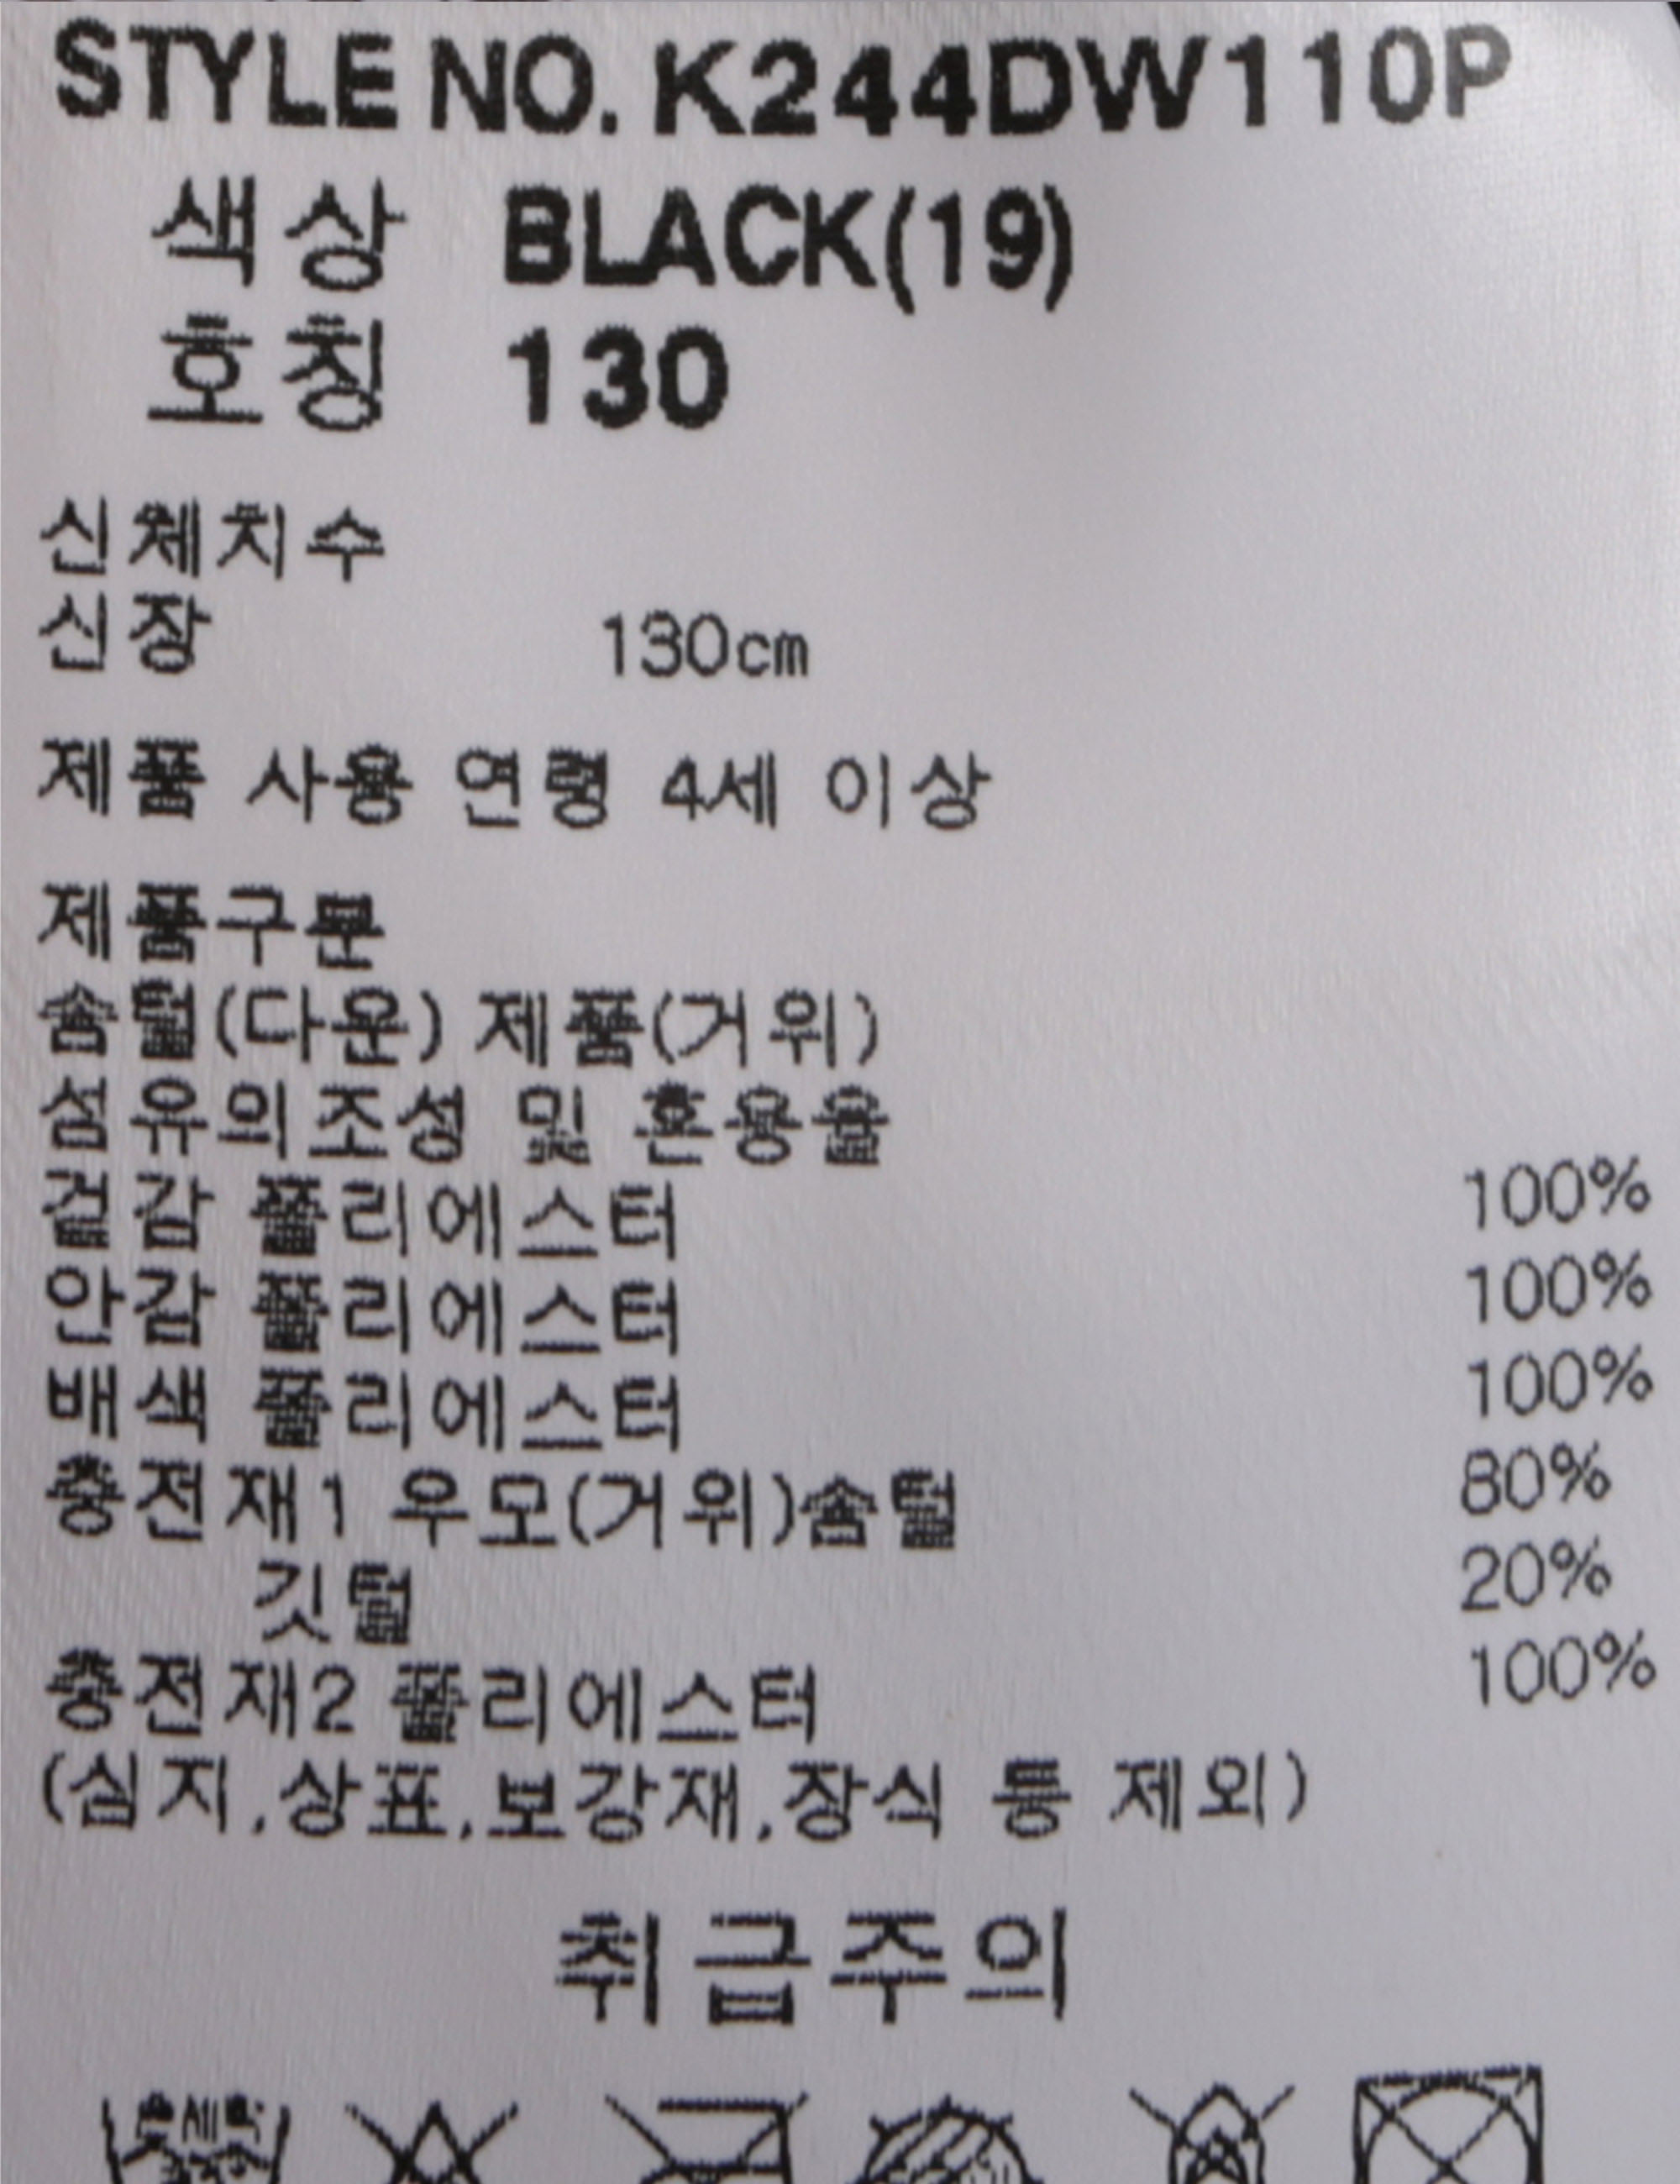 STYLE NO. K244DW110P
색상 BLACK(19)
호칭 130
신체치수
신장 130cm
제품 사용 연령 4세 이상
제품구분
솜털(다운) 제품(거위)
섬유의조성 및 혼용율
겉감 폴리에스터 100%
안감 폴리에스터 100%
배색 폴리에스터 100%
충전재1 우모(거위)솜털 80%
깃털 20%
충전재2 폴리에스터 100%
(심지,상표,보강재,장식 등 제외)
취급주의